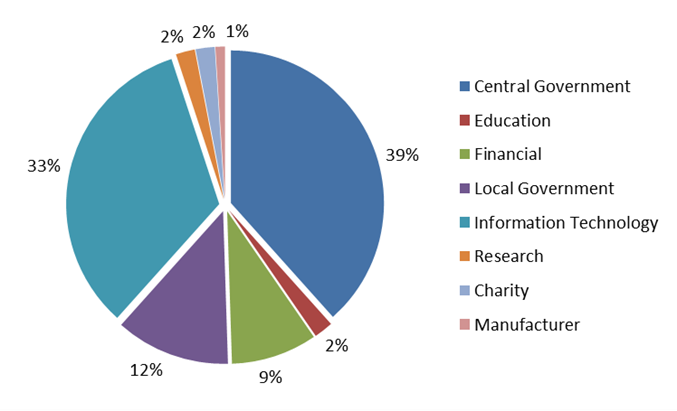 2% 2% 1%
33%
39%
2%
12%
9%
Central Government
Education
Financial
Local Government
Information Technology
Research
Charity
Manufacturer